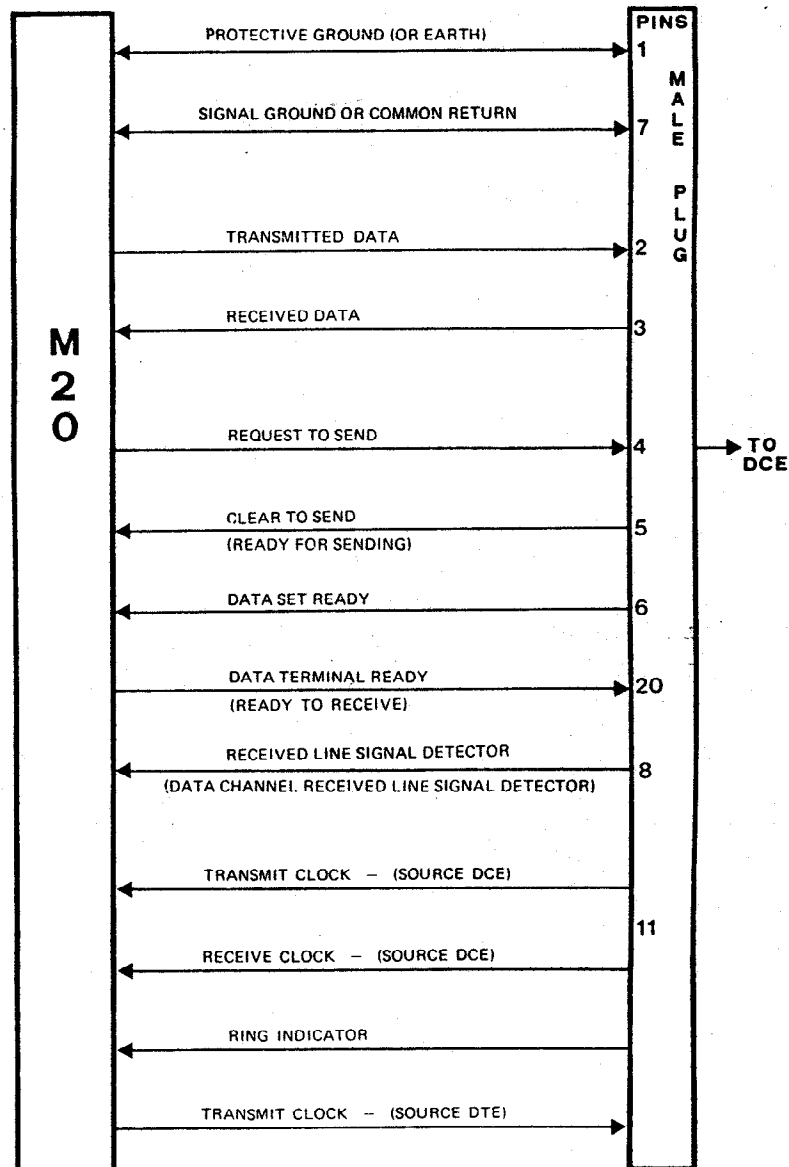 PINS
PROTECTIVE GROUND (OR EARTH)
1
MALE PLUG
SIGNAL GROUND OR COMMON RETURN
7
TRANSMITTED DATA
2
RECEIVED DATA
3
M20
REQUEST TO SEND
4
TO
DCE
CLEAR TO SEND
5
(READY FOR SENDING)
DATA SET READY
6
DATA TERMINAL READY
20
(READY TO RECEIVE)
RECEIVED LINE SIGNAL DETECTOR
8
(DATA CHANNEL RECEIVED LINE SIGNAL DETECTOR)
TRANSMIT CLOCK – (SOURCE DCE)
11
RECEIVE CLOCK – (SOURCE DCE)
RING INDICATOR
TRANSMIT CLOCK – (SOURCE DTE)